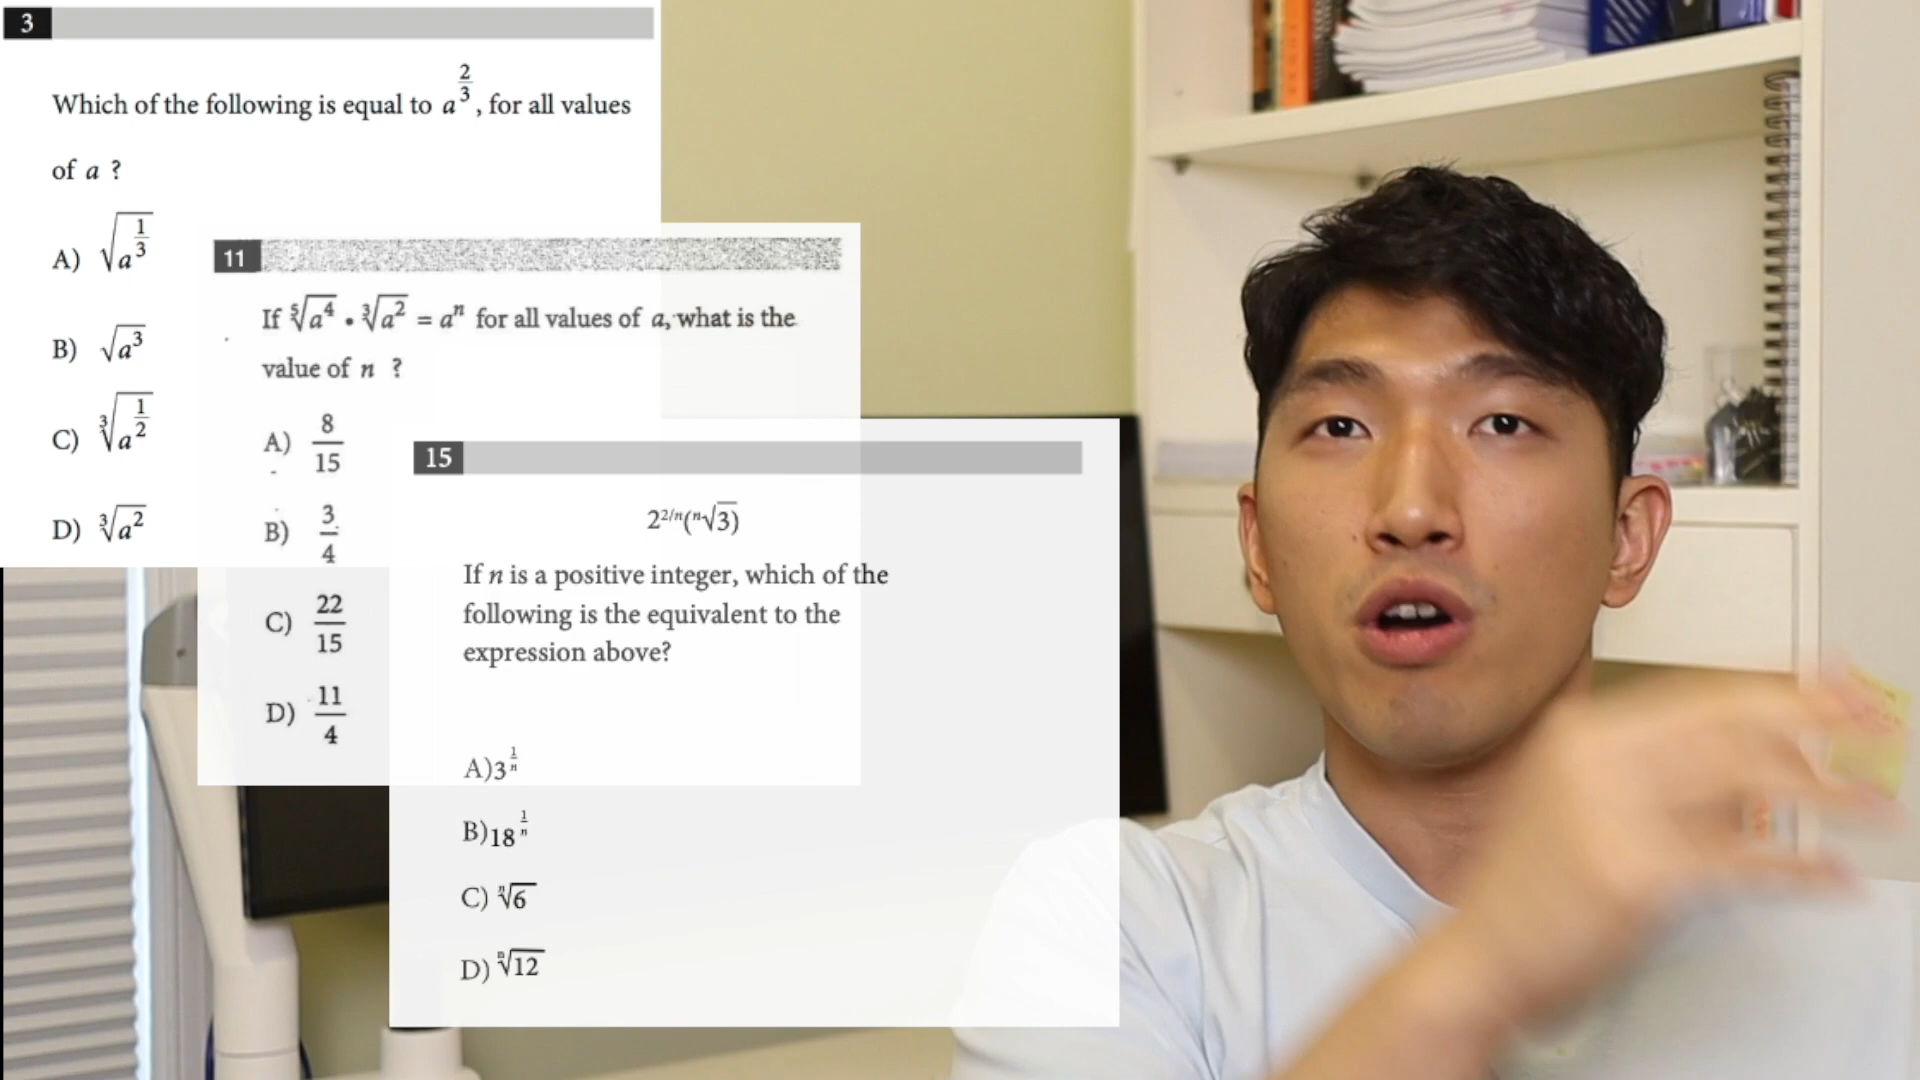 3
Which of the following is equal to a^{2/3}, for all values
of a ?
A) √(a^{1/3})
B) √(a^3)
C) ∛(a^{1/2})
D) ∛(a^2)
11
If ⁵√(a^4) • ∛(a^2) = a^n for all values of a, what is the
value of n ?
A) 8/15
B) 3/4
C) 22/15
D) 11/4
15
2^{2/n}(ⁿ√3)
If n is a positive integer, which of the
following is the equivalent to the
expression above?
A)3^{1/n}
B)18^{1/n}
C) ⁿ√6
D) ⁿ√12